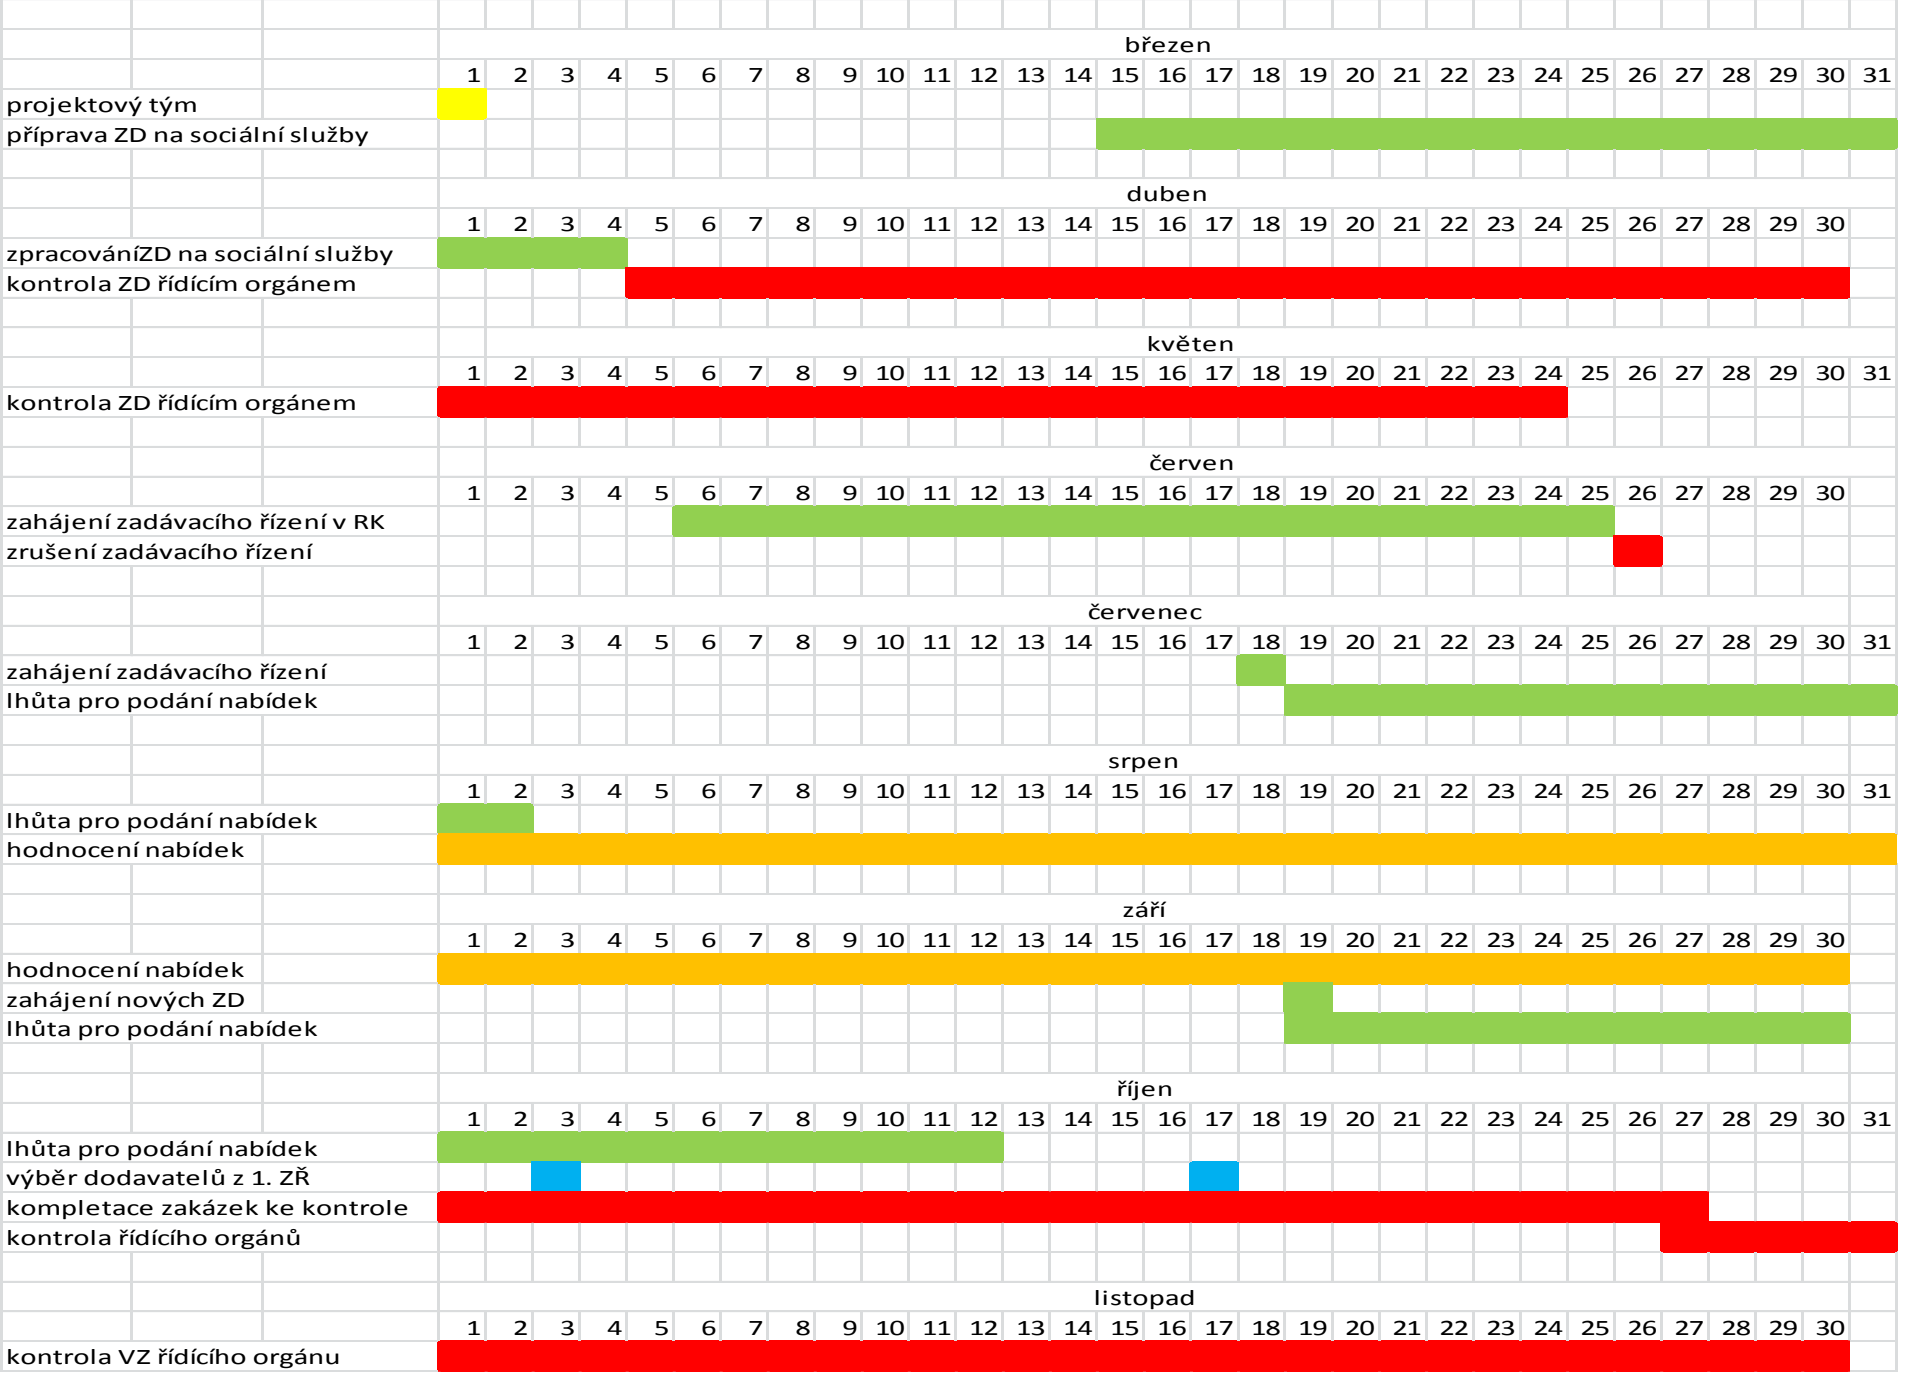 březen
1 2 3 4 5 6 7 8 9 10 11 12 13 14 15 16 17 18 19 20 21 22 23 24 25 26 27 28 29 30 31
projektový tým
příprava ZD na sociální služby
duben
1 2 3 4 5 6 7 8 9 10 11 12 13 14 15 16 17 18 19 20 21 22 23 24 25 26 27 28 29 30
zpracováníZD na sociální služby
kontrola ZD řídícím orgánem
květen
1 2 3 4 5 6 7 8 9 10 11 12 13 14 15 16 17 18 19 20 21 22 23 24 25 26 27 28 29 30 31
kontrola ZD řídícím orgánem
červen
1 2 3 4 5 6 7 8 9 10 11 12 13 14 15 16 17 18 19 20 21 22 23 24 25 26 27 28 29 30
zahájení zadávacího řízení v RK
zrušení zadávacího řízení
červenec
1 2 3 4 5 6 7 8 9 10 11 12 13 14 15 16 17 18 19 20 21 22 23 24 25 26 27 28 29 30 31
zahájení zadávacího řízení
lhůta pro podání nabídek
srpen
1 2 3 4 5 6 7 8 9 10 11 12 13 14 15 16 17 18 19 20 21 22 23 24 25 26 27 28 29 30 31
lhůta pro podání nabídek
hodnocení nabídek
září
1 2 3 4 5 6 7 8 9 10 11 12 13 14 15 16 17 18 19 20 21 22 23 24 25 26 27 28 29 30
hodnocení nabídek
zahájení nových ZD
lhůta pro podání nabídek
říjen
1 2 3 4 5 6 7 8 9 10 11 12 13 14 15 16 17 18 19 20 21 22 23 24 25 26 27 28 29 30 31
lhůta pro podání nabídek
výběr dodavatelů z 1. ZŘ
kompletace zakázek ke kontrole
kontrola řídícího orgánů
listopad
1 2 3 4 5 6 7 8 9 10 11 12 13 14 15 16 17 18 19 20 21 22 23 24 25 26 27 28 29 30
kontrola VZ řídícího orgánu